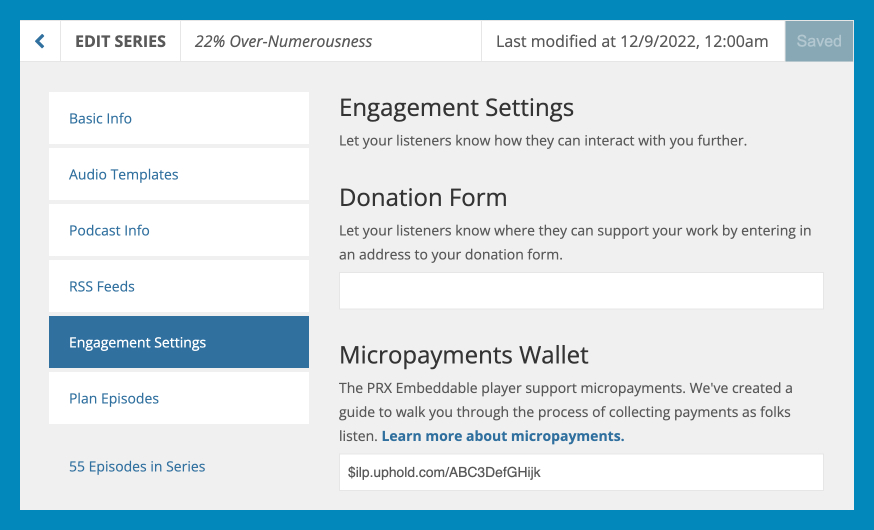 EDIT SERIES
22% Over-Numerousness
Last modified at 12/9/2022, 12:00am
Saved
Basic Info
Audio Templates
Podcast Info
RSS Feeds
Engagement Settings
Plan Episodes
55 Episodes in Series
Engagement Settings
Let your listeners know how they can interact with you further.
Donation Form
Let your listeners know where they can support your work by entering in
an address to your donation form.
Micropayments Wallet
The PRX Embeddable player support micropayments. We've created a
guide to walk you through the process of collecting payments as folks
listen. Learn more about micropayments.
$ilp.uphold.com/ABC3DefGHijk